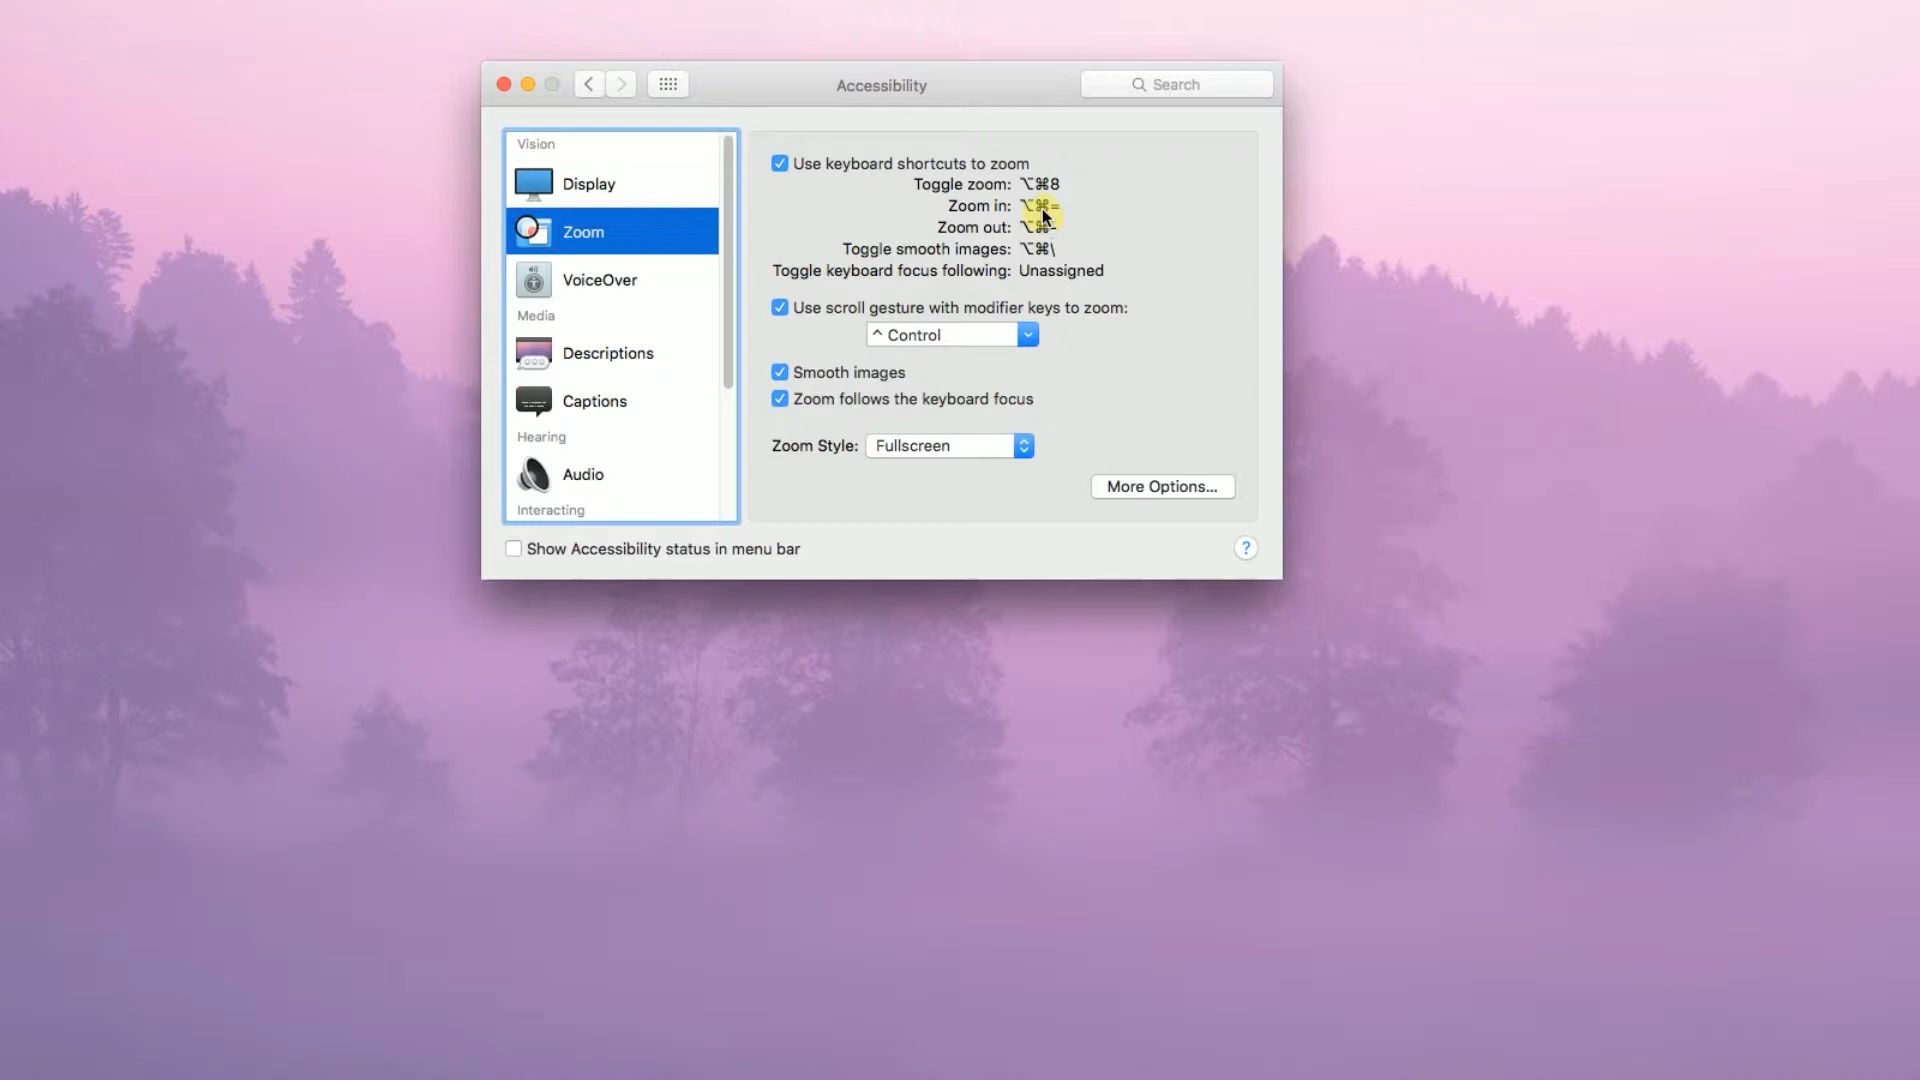 Accessibility
Search
Vision
Display
Zoom
VoiceOver
Media
Descriptions
Captions
Hearing
Audio
Interacting
Use keyboard shortcuts to zoom
Toggle zoom: ⌥⌘8
Zoom in: ⌥⌘=
Zoom out: ⌥⌘-
Toggle smooth images: ⌥⌘\
Toggle keyboard focus following: Unassigned
Use scroll gesture with modifier keys to zoom:
^ Control
Smooth images
Zoom follows the keyboard focus
Zoom Style: Fullscreen
More Options...
Show Accessibility status in menu bar
?